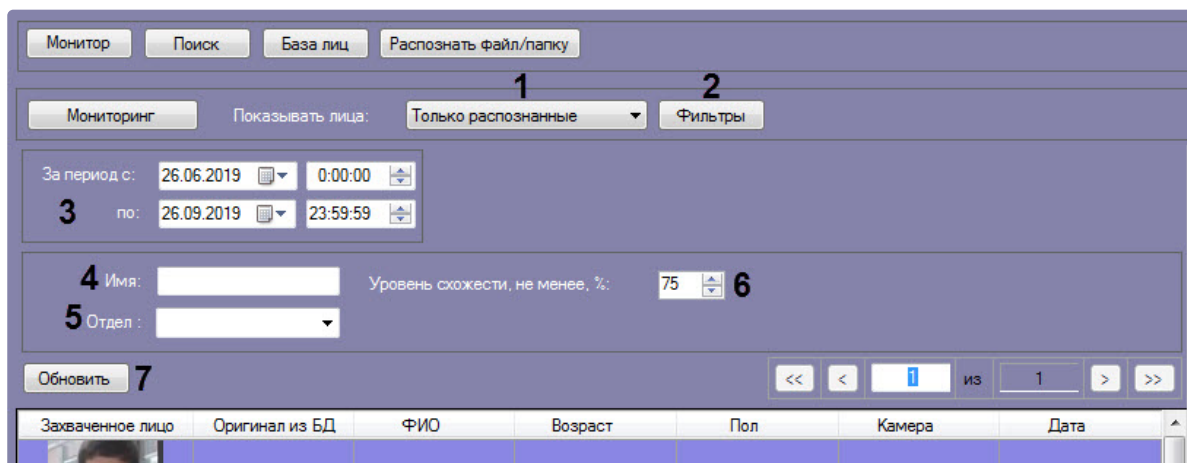 Монитор Поиск База лиц Распознать файл/папку
1 2
Мониторинг Показывать лица: Только распознанные Фильтры
За период с: 26.06.2019 0:00:00
3 по: 26.09.2019 23:59:59
4 Имя: Уровень схожести, не менее, %: 75 6
5 Отдел :
Обновить 7 << < 1 из 1 > >>
Захваченное лицо Оригинал из БД ФИО Возраст Пол Камера Дата